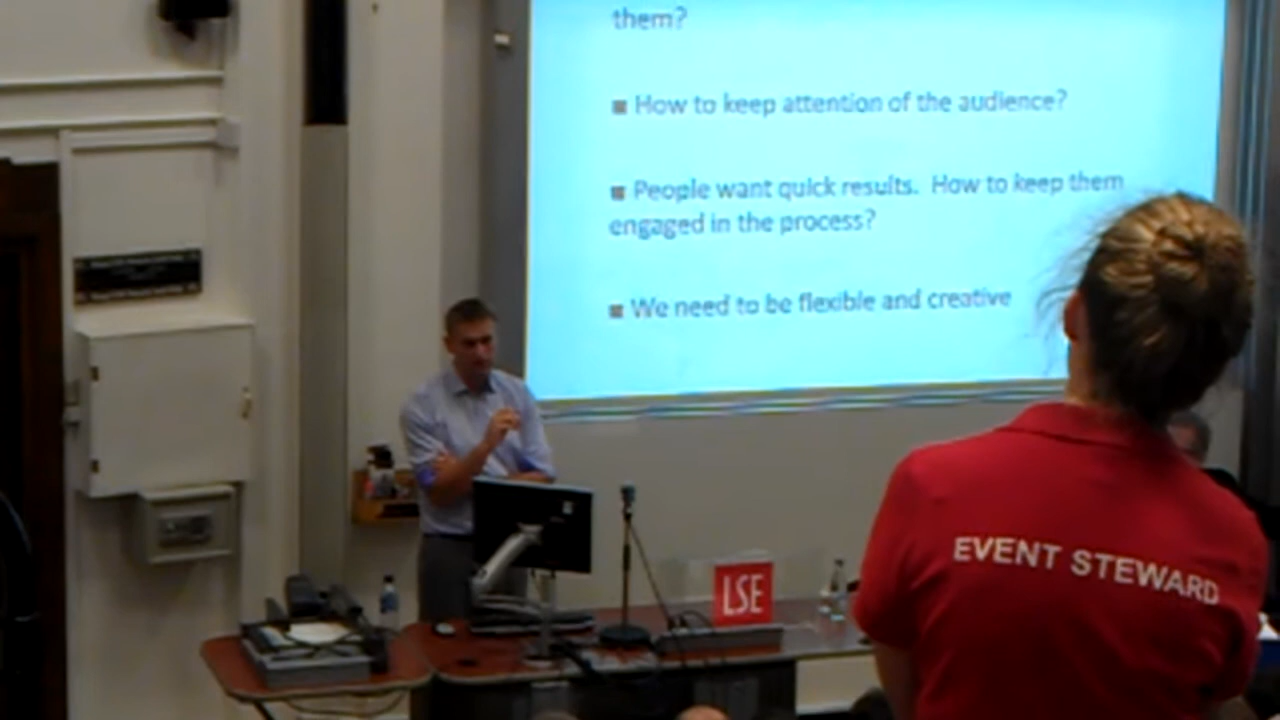 them?
■ How to keep attention of the audience?
■ People want quick results. How to keep them
engaged in the process?
■ We need to be flexible and creative
EVENT STEWARD
LSE